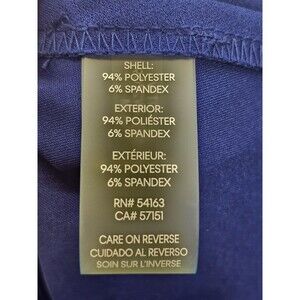 SHELL:
94% POLYESTER
6% SPANDEX
EXTERIOR:
94% POLIÉSTER
6% SPANDEX
EXTÉRIEUR:
94% POLYESTER
6% SPANDEX
RN# 54163
CA# 57151
CARE ON REVERSE
CUIDADO AL REVERSO
SOIN SUR L'INVERSE